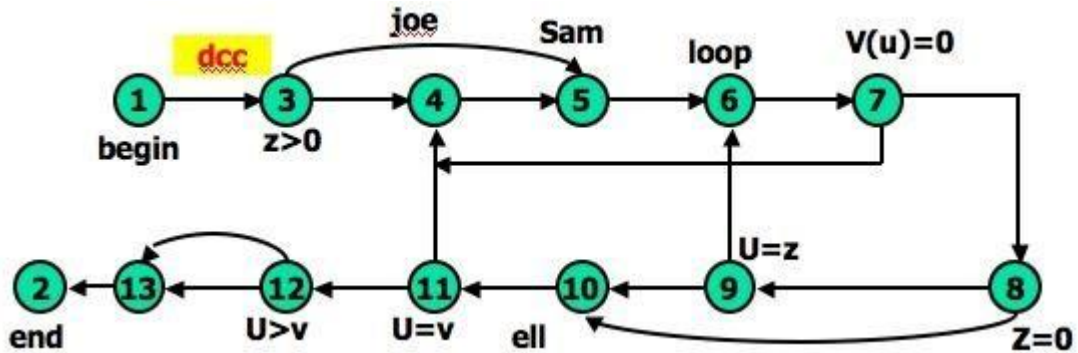 joe
Sam
dcc
loop
V(u)=0
1
3
4
5
6
7
begin
z>0
U=z
2
13
12
11
10
9
8
end
U>v
U=v
ell
Z=0